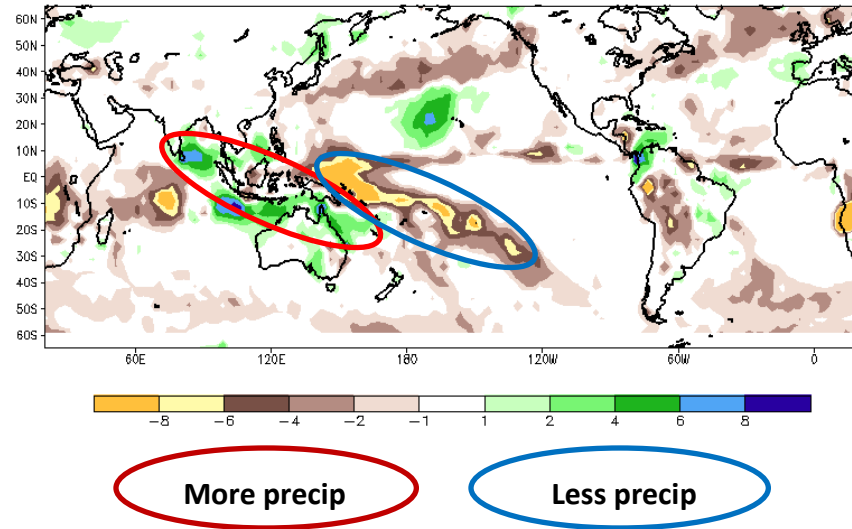 60N
50N
40N
30N
20N
10N
EQ
10S
20S
30S
40S
50S
60S
60E 120E 180 120W 60W 0
-8 -6 -4 -2 -1 1 2 4 6 8
More precip Less precip